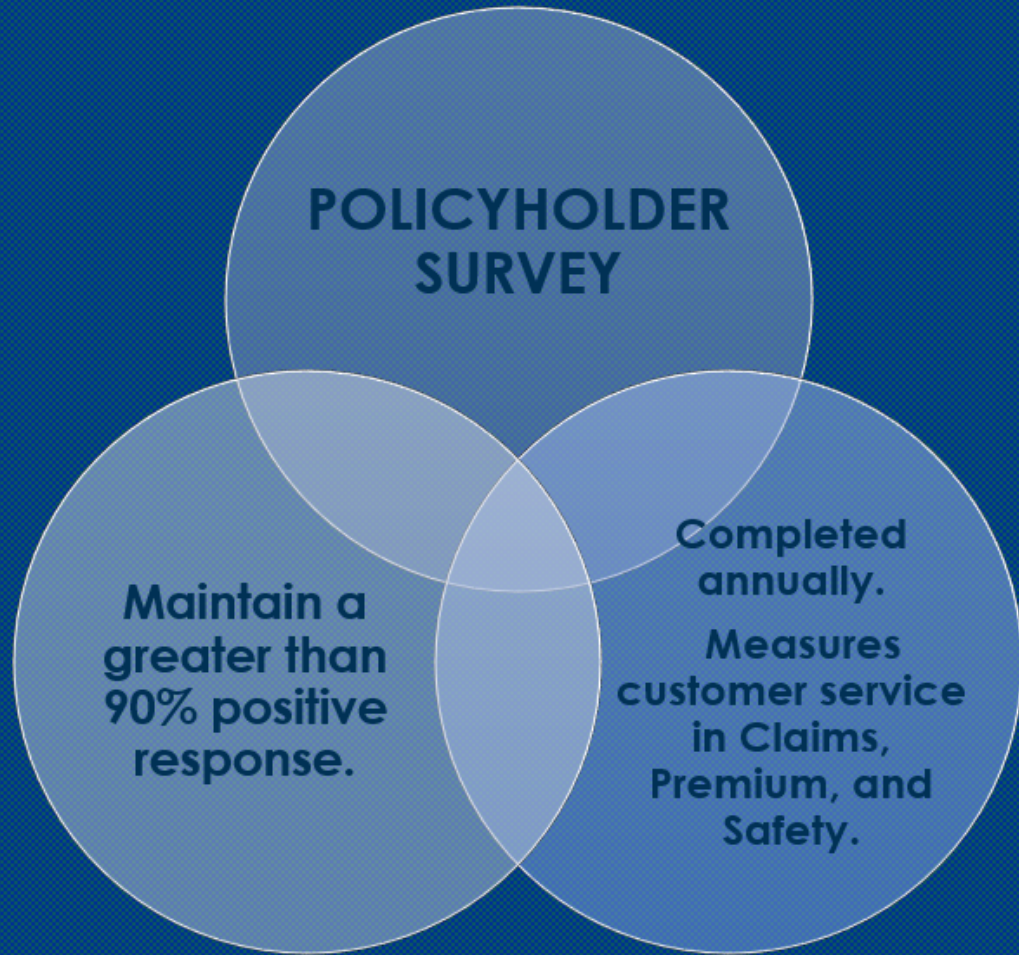 POLICYHOLDER
SURVEY
Maintain a
greater than
90% positive
response.
Completed
annually.
Measures
customer service
in Claims,
Premium, and
Safety.